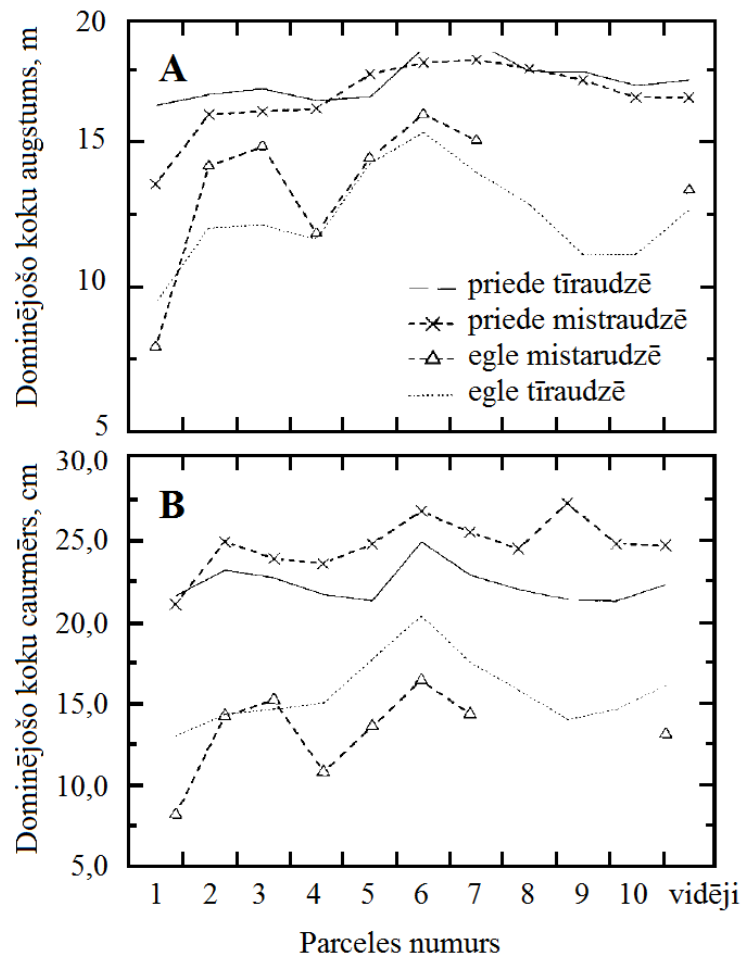 Dominējošo koku augstums, m
20
15
10
5
A
priede tīraudzē
priede mistraudzē
egle mistarudzē
egle tīraudzē
Dominējošo koku caurmērs, cm
30,0
25,0
20,0
15,0
10,0
5,0
B
1 2 3 4 5 6 7 8 9 10 vidēji
Parceles numurs